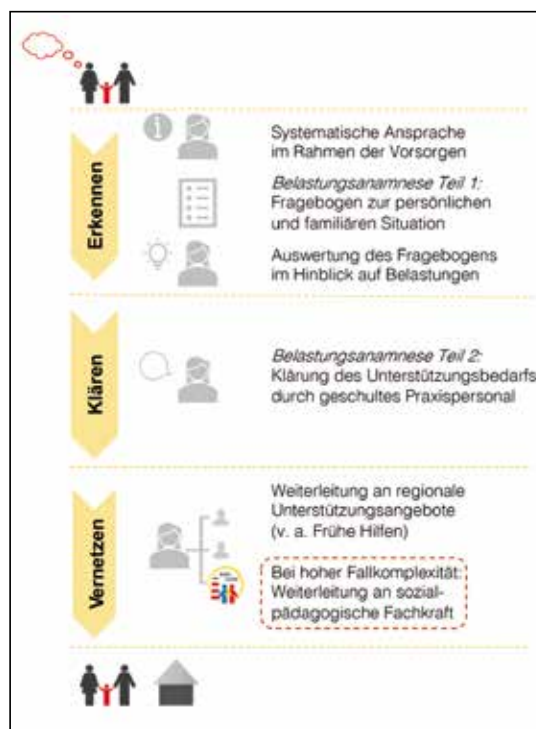 Erkennen
Systematische Ansprache
im Rahmen der Vorsorgen
Belastungsanamnese Teil 1:
Fragebogen zur persönlichen
und familiären Situation
Auswertung des Fragebogens
im Hinblick auf Belastungen
Klären
Belastungsanamnese Teil 2:
Klärung des Unterstützungsbedarfs
durch geschultes Praxispersonal
Vernetzen
Weiterleitung an regionale
Unterstützungsangebote
(v. a. Frühe Hilfen)
Bei hoher Fallkomplexität:
Weiterleitung an sozial-
pädagogische Fachkraft